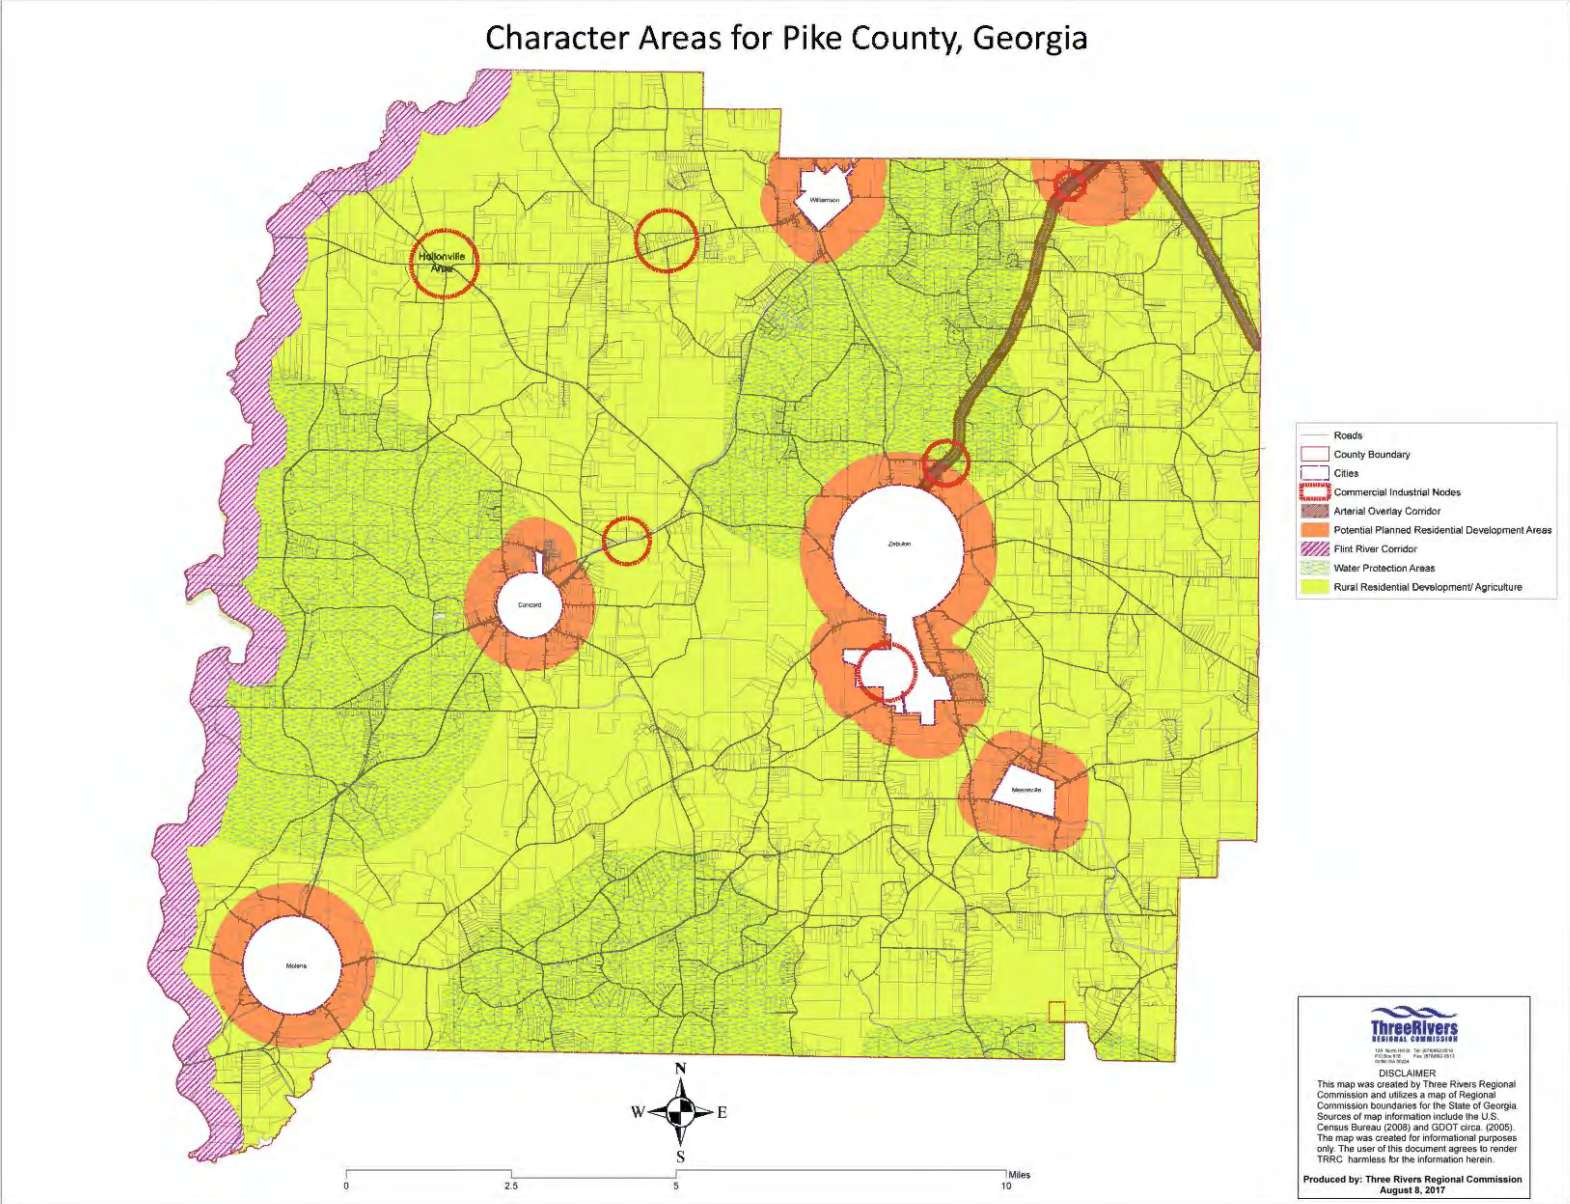 Character Areas for Pike County, Georgia
Williamson
Hollonville
Area
Zebulon
Concord
Meansville
Molena
Roads
County Boundary
Cities
Commercial Industrial Nodes
Arterial Overlay Corridor
Potential Planned Residential Development Areas
Flint River Corridor
Water Protection Areas
Rural Residential Development/ Agriculture
N
W
E
S
0
2.5
5
10
Miles
ThreeRivers
REGIONAL COMMISSION
DISCLAIMER
This map was created by Three Rivers Regional
Commission and utilizes a map of Regional
Commission boundaries for the State of Georgia.
Sources of map information include the U.S.
Census Bureau (2008) and GDOT circa. (2005).
The map was created for informational purposes
only. The user of this document agrees to render
TRRC harmless for the information herein.
Produced by: Three Rivers Regional Commission
August 8, 2017